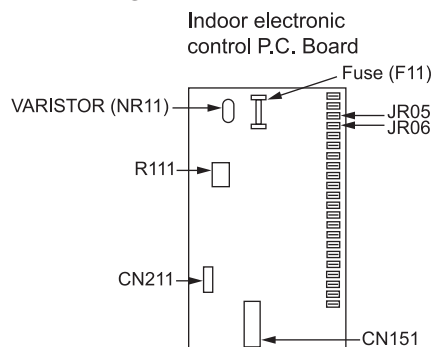 Indoor electronic
control P.C. Board
Fuse (F11)
VARISTOR (NR11)
JR05
JR06
R111
CN211
CN151